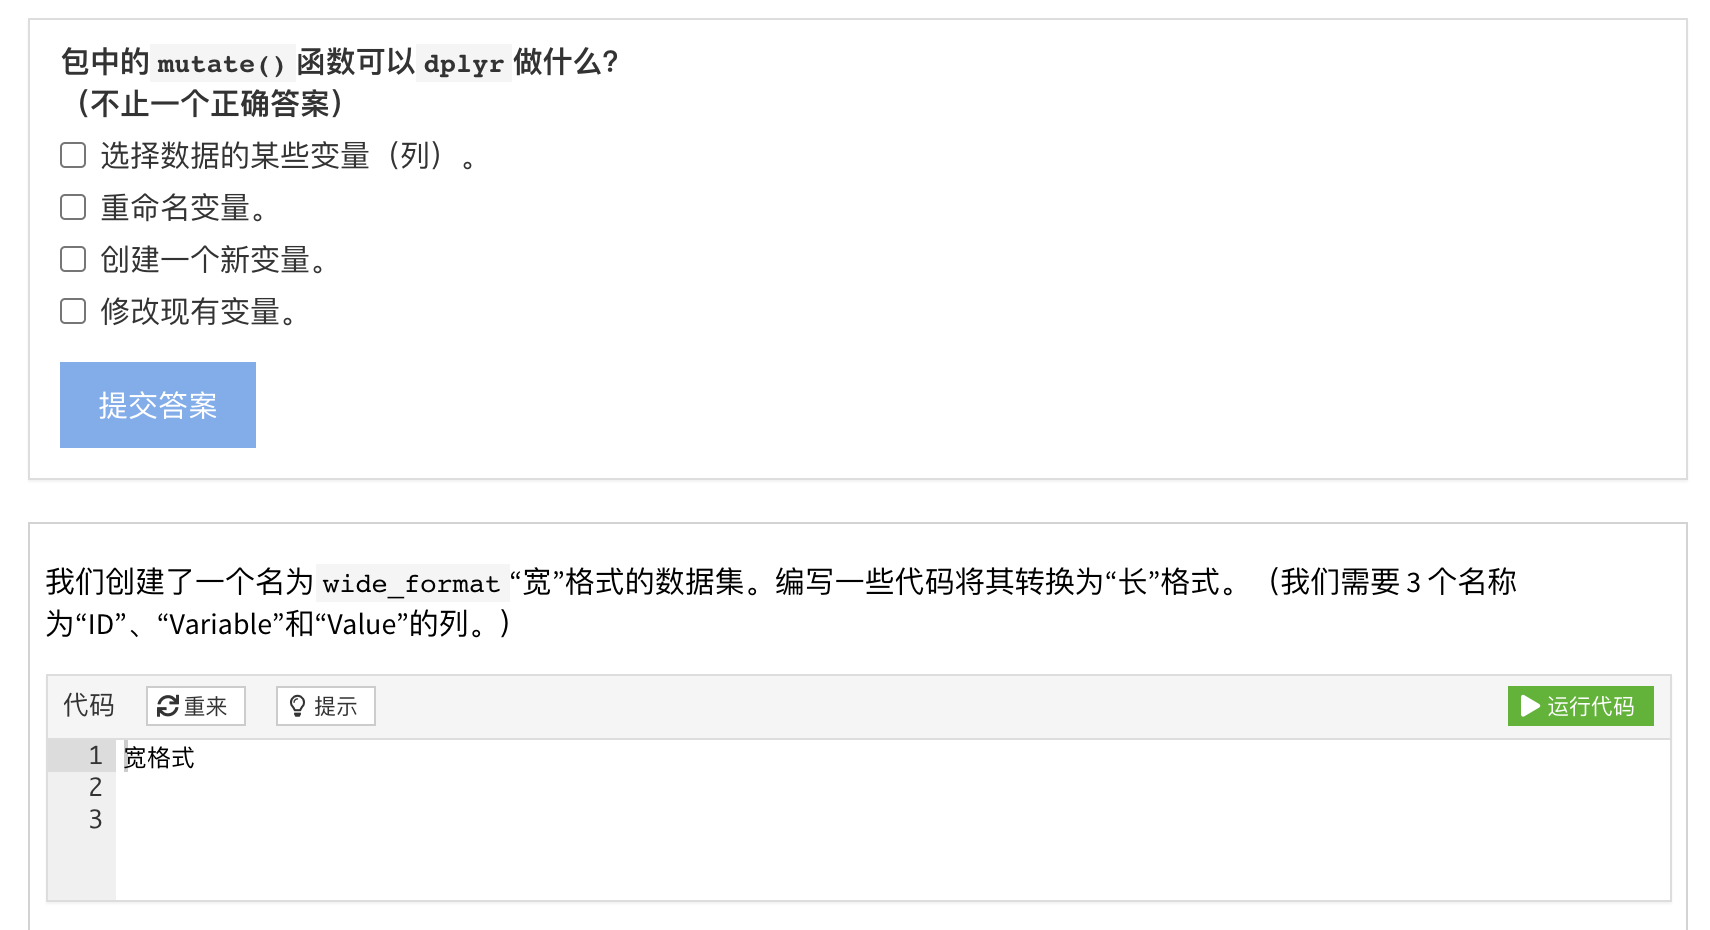 包中的 mutate() 函数可以 dplyr 做什么?
（不止一个正确答案）
选择数据的某些变量（列）。
重命名变量。
创建一个新变量。
修改现有变量。
提交答案
我们创建了一个名为 wide_format “宽”格式的数据集。编写一些代码将其转换为“长”格式。（我们需要 3 个名称
为“ID”、“Variable”和“Value”的列。）
代码 重来 提示 运行代码
1 宽格式
2
3